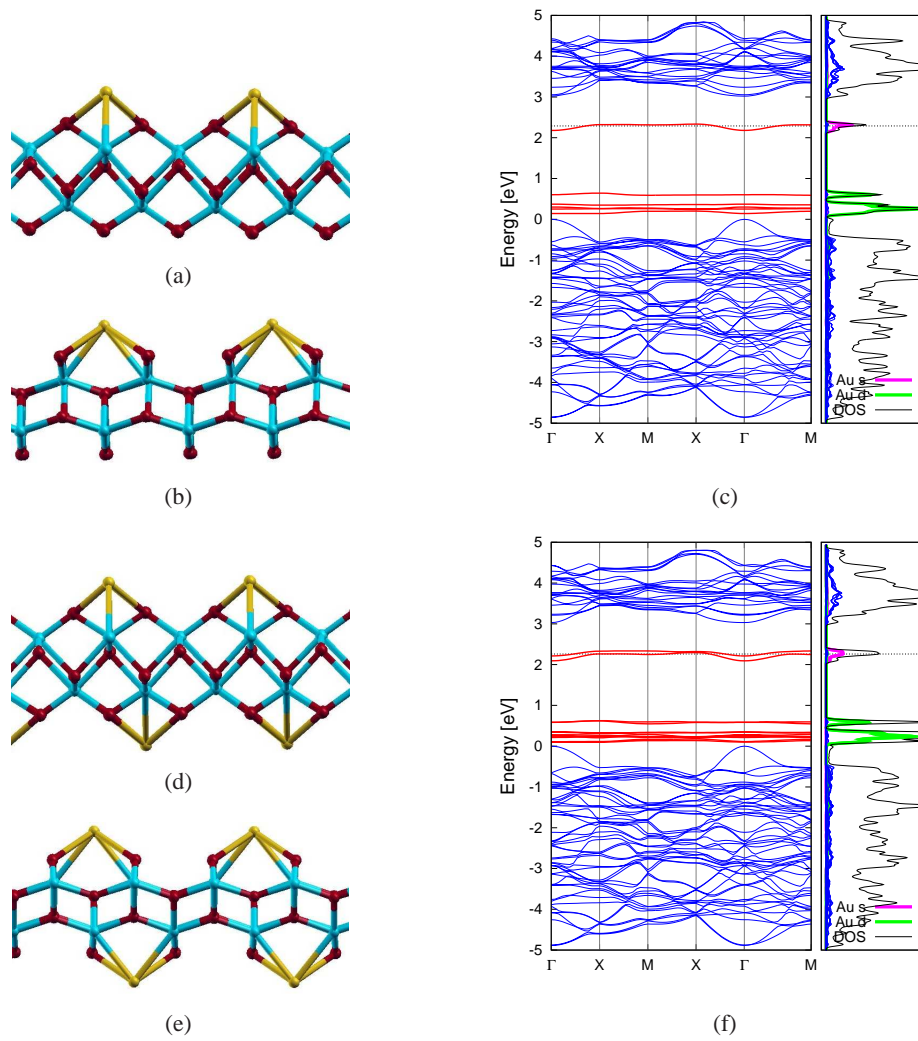 (a)
(b)
5
4
3
2
1
0
-1
-2
-3
-4
-5
Energy [eV]
Γ X M X Γ M
Au s
Au d
DOS
(c)
(d)
(e)
5
4
3
2
1
0
-1
-2
-3
-4
-5
Energy [eV]
Γ X M X Γ M
Au s
Au d
DOS
(f)